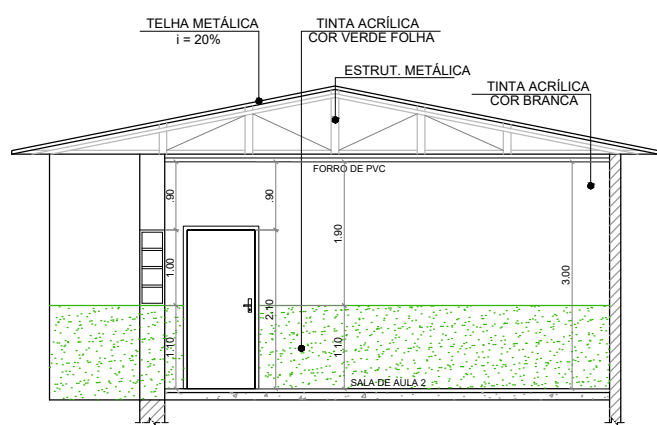 TELHA METÁLICA
i = 20%
TINTA ACRÍLICA
COR VERDE FOLHA
ESTRUT. METÁLICA
TINTA ACRÍLICA
COR BRANCA
FORRO DE PVC
.90
.90
1.90
1.00
3.00
2.10
1.10
1.10
SALA DE AULA 2